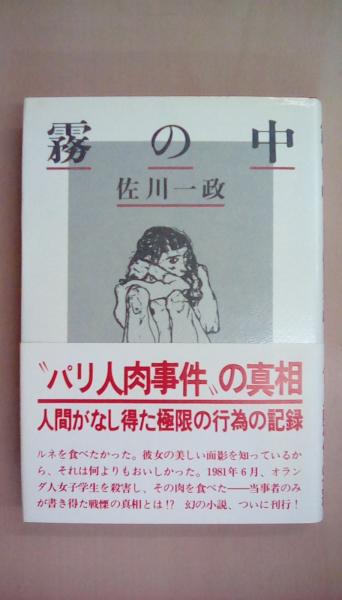 霧の中
佐川一政
〝パリ人肉事件〟の真相
人間がなし得た極限の行為の記録
ルネを食べたかった。彼女の美しい面影を知っているか
ら、それは何よりもおいしかった。1981年6月、オラン
ダ人女子学生を殺害し、その肉を食べた——当事者のみ
が書き得た戦慄の真相とは!? 幻の小説、ついに刊行!